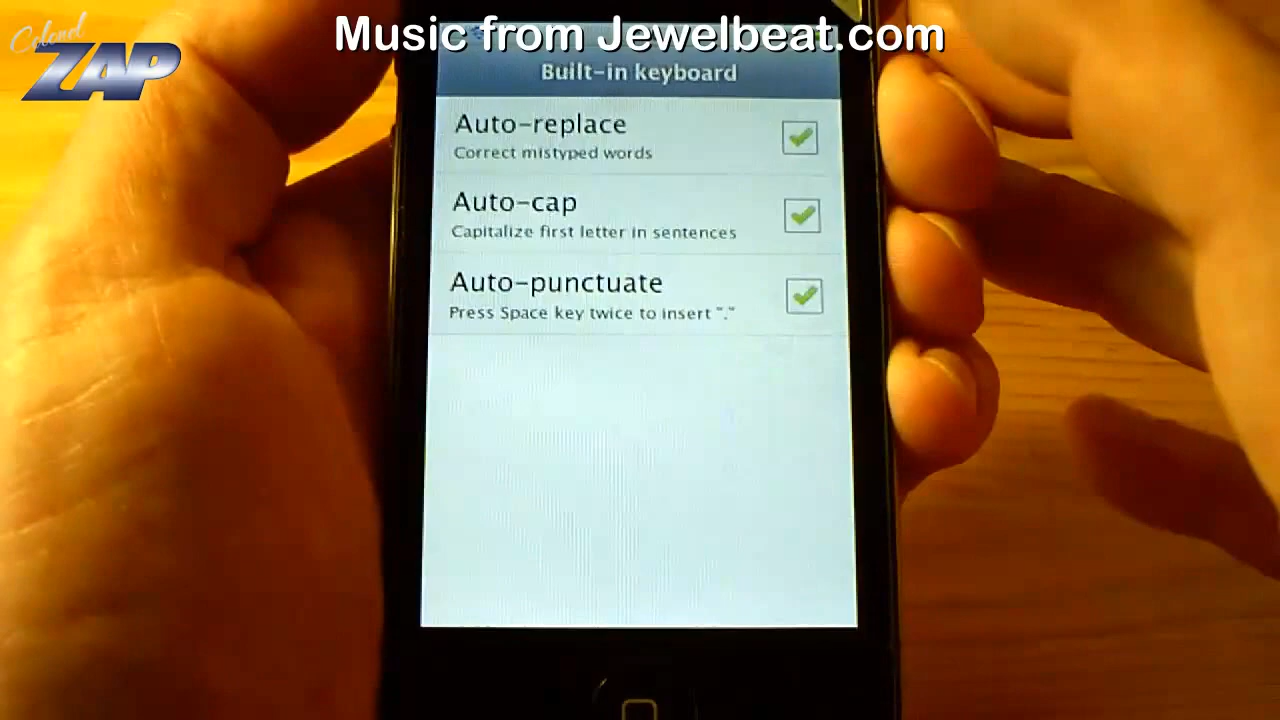 Music from Jewelbeat.com
Colonel
ZAP
Built-in keyboard
Auto-replace
Correct mistyped words
Auto-cap
Capitalize first letter in sentences
Auto-punctuate
Press Space key twice to insert "."